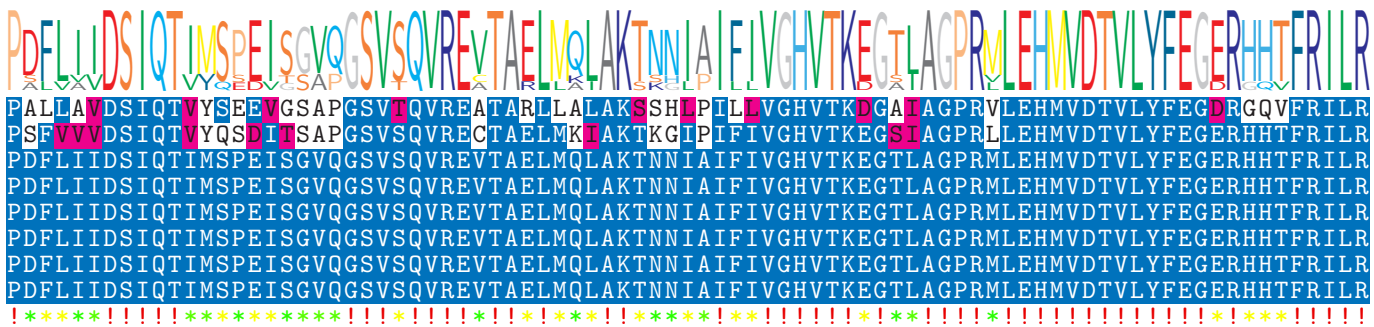 PDFLIIDSIQTIMSPEISGVQGSVSQVREVTAELMQLAKTNNIAIFIVGHVTKEGTLAGPRMLEHMVDTVLYFEGERHHTFRILR
PALLAVDSIQTVYSEEVGSAPGSVTQVREATARLLALAKSSHLPILLVGHVTKDGAIAGPRVLEHMVDTVLYFEGDRGQVFRILR
PSFVVVDSIQTVYQSDITSAPGSVSQVRECTAELMKIAKTKGIPIFIVGHVTKEGSIAGPRLLEHMVDTVLYFEGERHHTFRILR
PDFLIIDSIQTIMSPEISGVQGSVSQVREVTAELMQLAKTNNIAIFIVGHVTKEGTLAGPRMLEHMVDTVLYFEGERHHTFRILR
PDFLIIDSIQTIMSPEISGVQGSVSQVREVTAELMQLAKTNNIAIFIVGHVTKEGTLAGPRMLEHMVDTVLYFEGERHHTFRILR
PDFLIIDSIQTIMSPEISGVQGSVSQVREVTAELMQLAKTNNIAIFIVGHVTKEGTLAGPRMLEHMVDTVLYFEGERHHTFRILR
PDFLIIDSIQTIMSPEISGVQGSVSQVREVTAELMQLAKTNNIAIFIVGHVTKEGTLAGPRMLEHMVDTVLYFEGERHHTFRILR
PDFLIIDSIQTIMSPEISGVQGSVSQVREVTAELMQLAKTNNIAIFIVGHVTKEGTLAGPRMLEHMVDTVLYFEGERHHTFRILR
PDFLIIDSIQTIMSPEISGVQGSVSQVREVTAELMQLAKTNNIAIFIVGHVTKEGTLAGPRMLEHMVDTVLYFEGERHHTFRILR
!*****!!!!!**********!!!*!!!!*!!*!***!!*****!**!!!!!!*!**!!!!*!!!!!!!!!!!!!*!***!!!!!